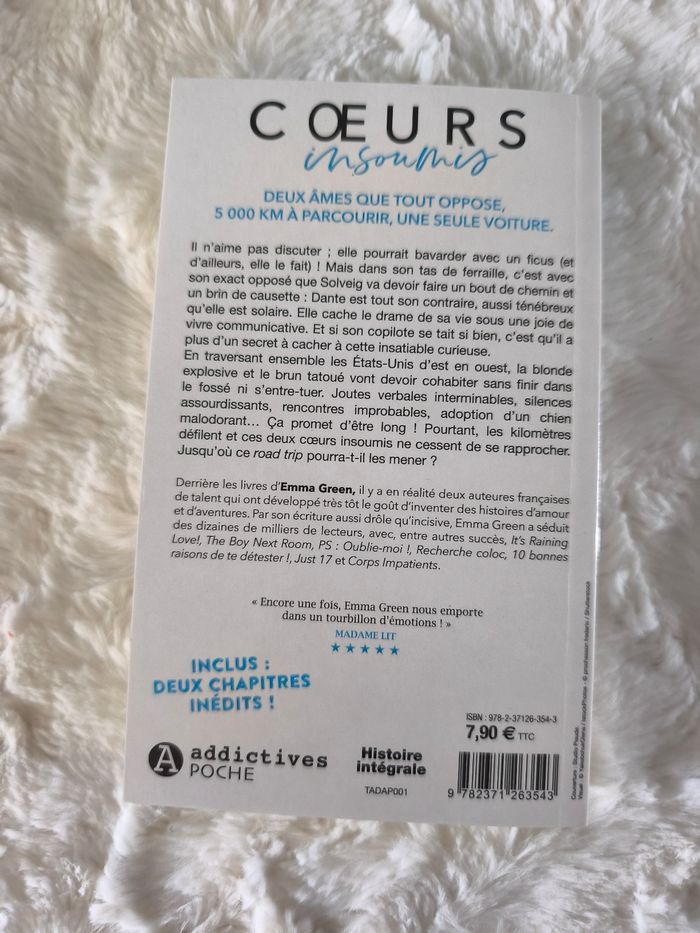 CŒURS
insoumis
DEUX ÂMES QUE TOUT OPPOSE,
5 000 KM À PARCOURIR, UNE SEULE VOITURE.
Il n'aime pas discuter ; elle pourrait bavarder avec un ficus (et
d'ailleurs, elle le fait) ! Mais dans son tas de ferraille, c'est avec
son exact opposé que Solveig va devoir faire un bout de chemin et
un brin de causette : Dante est tout son contraire, aussi ténébreux
qu'elle est solaire. Elle cache le drame de sa vie sous une joie de
vivre communicative. Et si son copilote se tait si bien, c'est qu'il a
plus d'un secret à cacher à cette insatiable curieuse.
En traversant ensemble les États-Unis d'est en ouest, la blonde
explosive et le brun tatoué vont devoir cohabiter sans finir dans
le fossé ni s'entre-tuer. Joutes verbales interminables, silences
assourdissants, rencontres improbables, adoption d'un chien
malodorant... Ça promet d'être long ! Pourtant, les kilomètres
défilent et ces deux cœurs insoumis ne cessent de se rapprocher.
Jusqu'où ce road trip pourra-t-il les mener ?
Derrière les livres d'Emma Green, il y a en réalité deux auteures françaises
de talent qui ont développé très tôt le goût d'inventer des histoires d'amour
et d'aventures. Par son écriture aussi drôle qu'incisive, Emma Green a séduit
des dizaines de milliers de lecteurs, avec, entre autres succès, It's Raining
Love!, The Boy Next Room, PS : Oublie-moi !, Recherche coloc, 10 bonnes
raisons de te détester !, Just 17 et Corps Impatients.
« Encore une fois, Emma Green nous emporte
dans un tourbillon d'émotions ! »
MADAME LIT
★★★★★
INCLUS :
DEUX CHAPITRES
INÉDITS !
A addictives
POCHE
Histoire
intégrale
TADAP001
ISBN : 978-2-37126-354-3
7,90 € TTC
9 782371 263543
Couverture : Studio Piaude